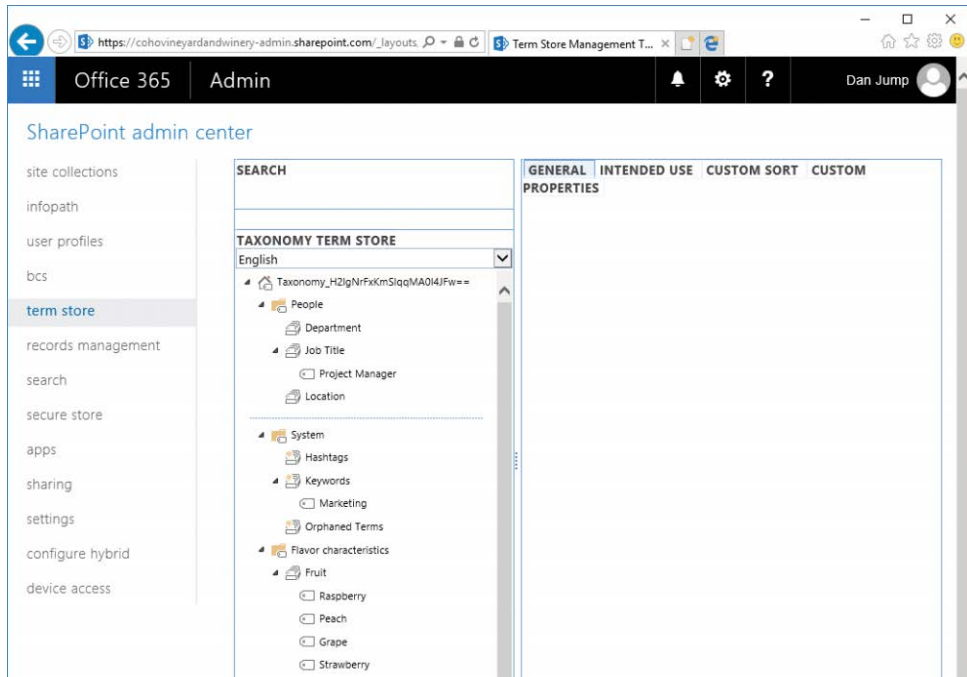 https://cohovineyardandwinery-admin.sharepoint.com/_layouts
Term Store Management T...
Office 365
Admin
?
Dan Jump
SharePoint admin center
site collections
infopath
user profiles
bcs
term store
records management
search
secure store
apps
sharing
settings
configure hybrid
device access
SEARCH
TAXONOMY TERM STORE
English
Taxonomy_H2IgNrFxKmSlqqMA0I4JFw==
People
Department
Job Title
Project Manager
Location
System
Hashtags
Keywords
Marketing
Orphaned Terms
Flavor characteristics
Fruit
Raspberry
Peach
Grape
Strawberry
GENERAL INTENDED USE CUSTOM SORT CUSTOM
PROPERTIES